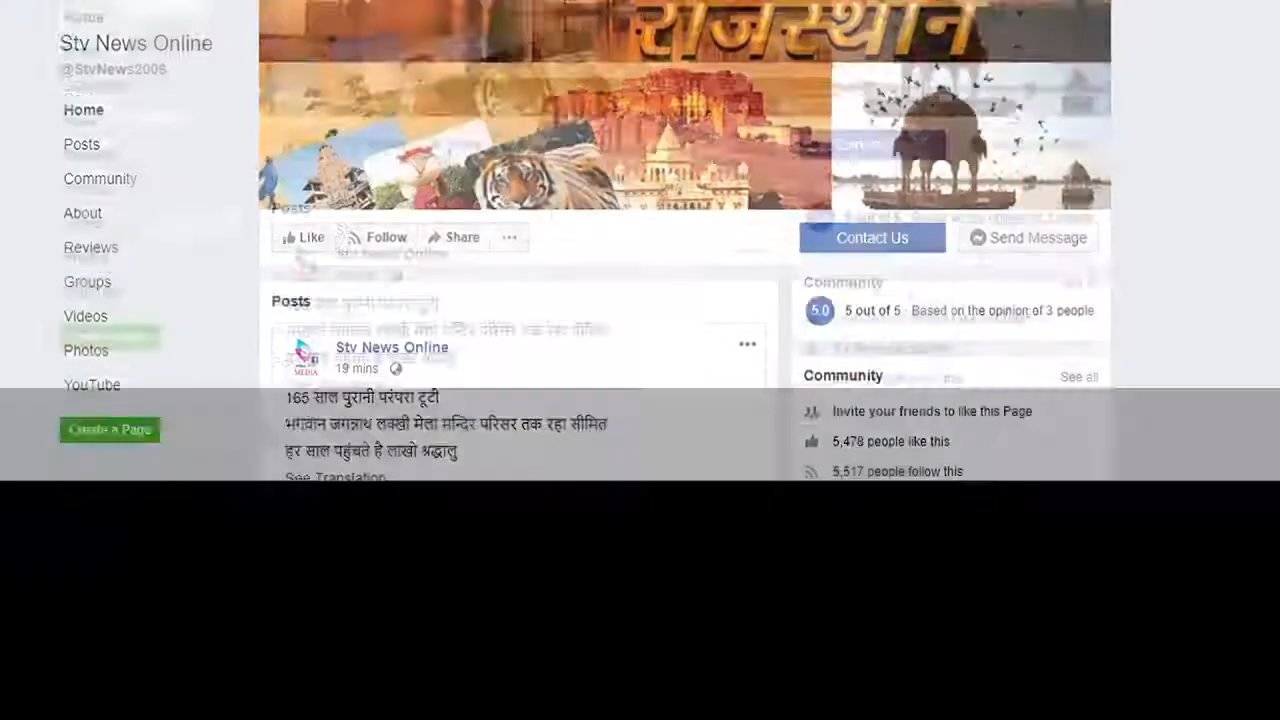 राजस्थान
Stv News Online
@StvNews2006
Home
Posts
Community
About
Reviews
Groups
Videos
Photos
YouTube
Create a Page
Like
Follow
Share
Contact Us
Send Message
Posts
Stv News Online
19 mins
MEDIA
165 साल पुरानी परंपरा टूटी
भगवान जगन्नाथ लक्खी मेला मन्दिर परिसर तक रहा सीमित
हर साल पहुंचते है लाखो श्रद्धालु
See Translation
5.0
5 out of 5 · Based on the opinion of 3 people
Community
See all
Invite your friends to like this Page
5,478 people like this
5,517 people follow this